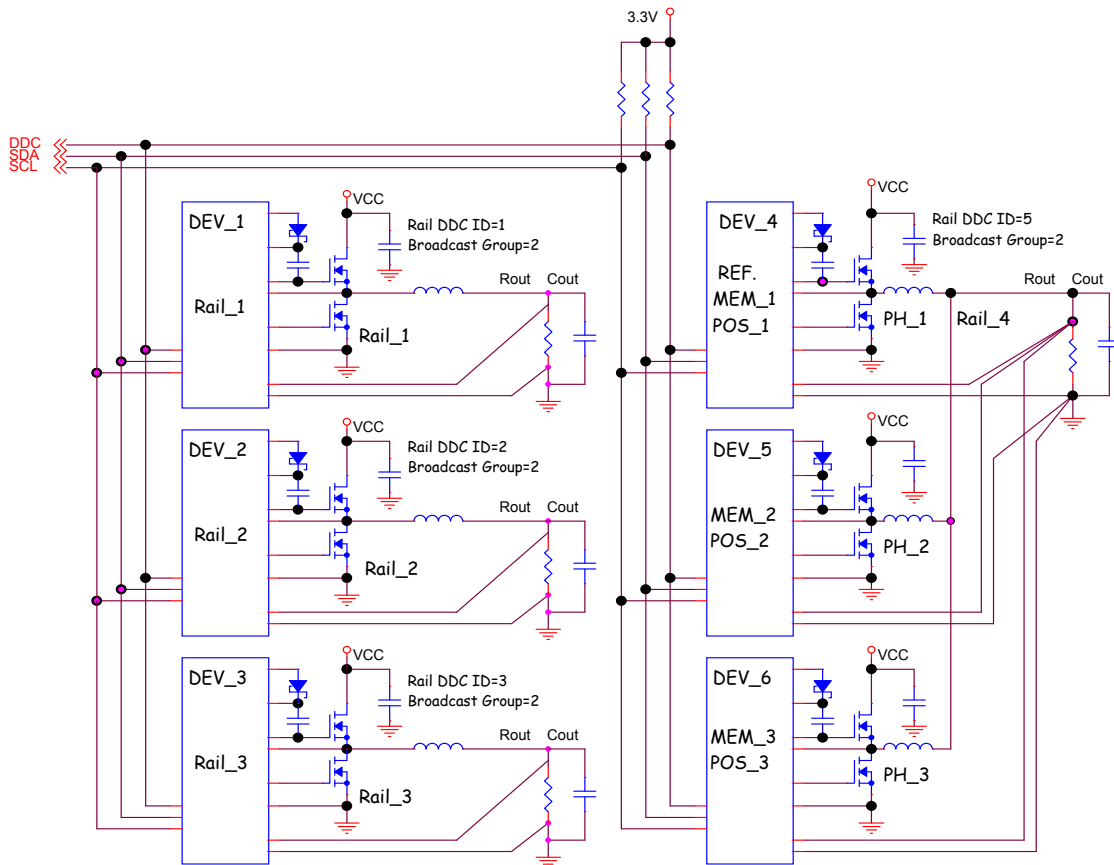 3.3V
DDC
SDA
SCL
DEV_1
Rail_1
VCC
Rail DDC ID=1
Broadcast Group=2
Rout Cout
Rail_1
DEV_4
REF.
MEM_1
POS_1
VCC
Rail DDC ID=5
Broadcast Group=2
Rout Cout
PH_1
Rail_4
DEV_2
Rail_2
VCC
Rail DDC ID=2
Broadcast Group=2
Rout Cout
Rail_2
DEV_5
MEM_2
POS_2
VCC
PH_2
DEV_3
Rail_3
VCC
Rail DDC ID=3
Broadcast Group=2
Rout Cout
Rail_3
DEV_6
MEM_3
POS_3
VCC
PH_3